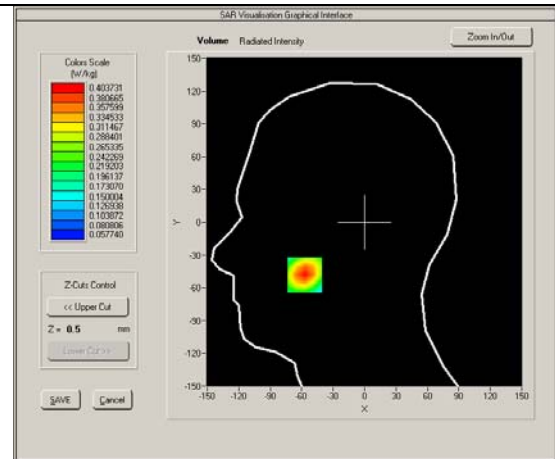 SAR Visualisation Graphical Interface
Volume Radiated Intensity
Zoom In/Out
Colors Scale
(W/kg)
0.403731
0.380665
0.357599
0.334533
0.311467
0.288401
0.265335
0.242269
0.219203
0.196137
0.173070
0.150004
0.126938
0.103872
0.080806
0.057740
Z-Cuts Control
<< Upper Cut
Z = 0.5 mm
Lower Cut >>
SAVE Cancel
150
120
90
60
30
0
-30
-60
-90
-120
-150
Y
-150 -120 -90 -60 -30 0 30 60 90 120 150
X